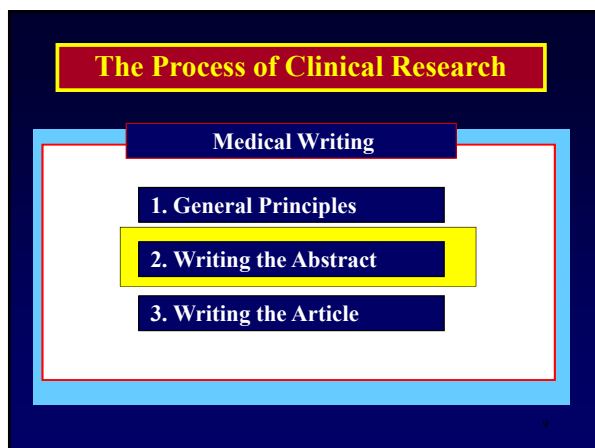 The Process of Clinical Research
Medical Writing
1. General Principles
2. Writing the Abstract
3. Writing the Article